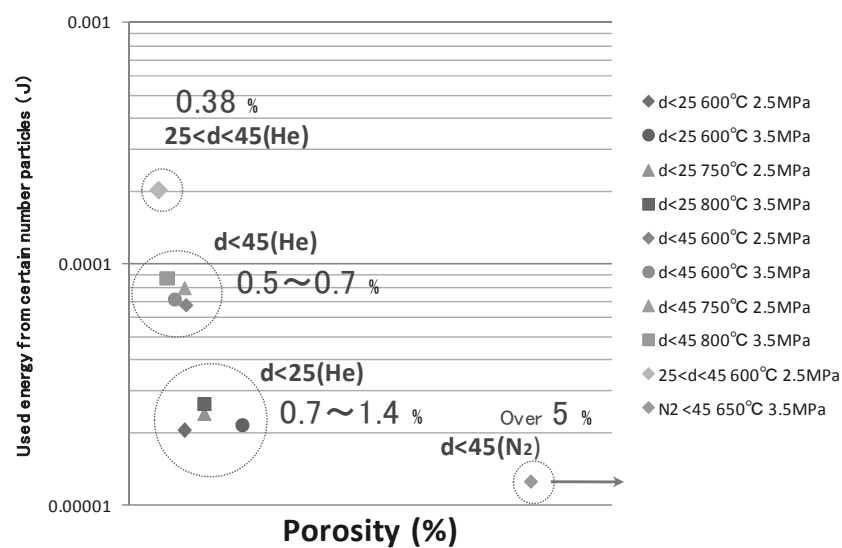 0.001
0.0001
0.00001
Used energy from certain number particles (J)
0.38 %
25<d<45(He)
d<45(He)
0.5～0.7 %
d<25(He)
0.7～1.4 %
Over 5 %
d<45(N2)
Porosity (%)
d<25 600℃ 2.5MPa
d<25 600℃ 3.5MPa
d<25 750℃ 2.5MPa
d<25 800℃ 3.5MPa
d<45 600℃ 2.5MPa
d<45 600℃ 3.5MPa
d<45 750℃ 2.5MPa
d<45 800℃ 3.5MPa
25<d<45 600℃ 2.5MPa
N2 <45 650℃ 3.5MPa